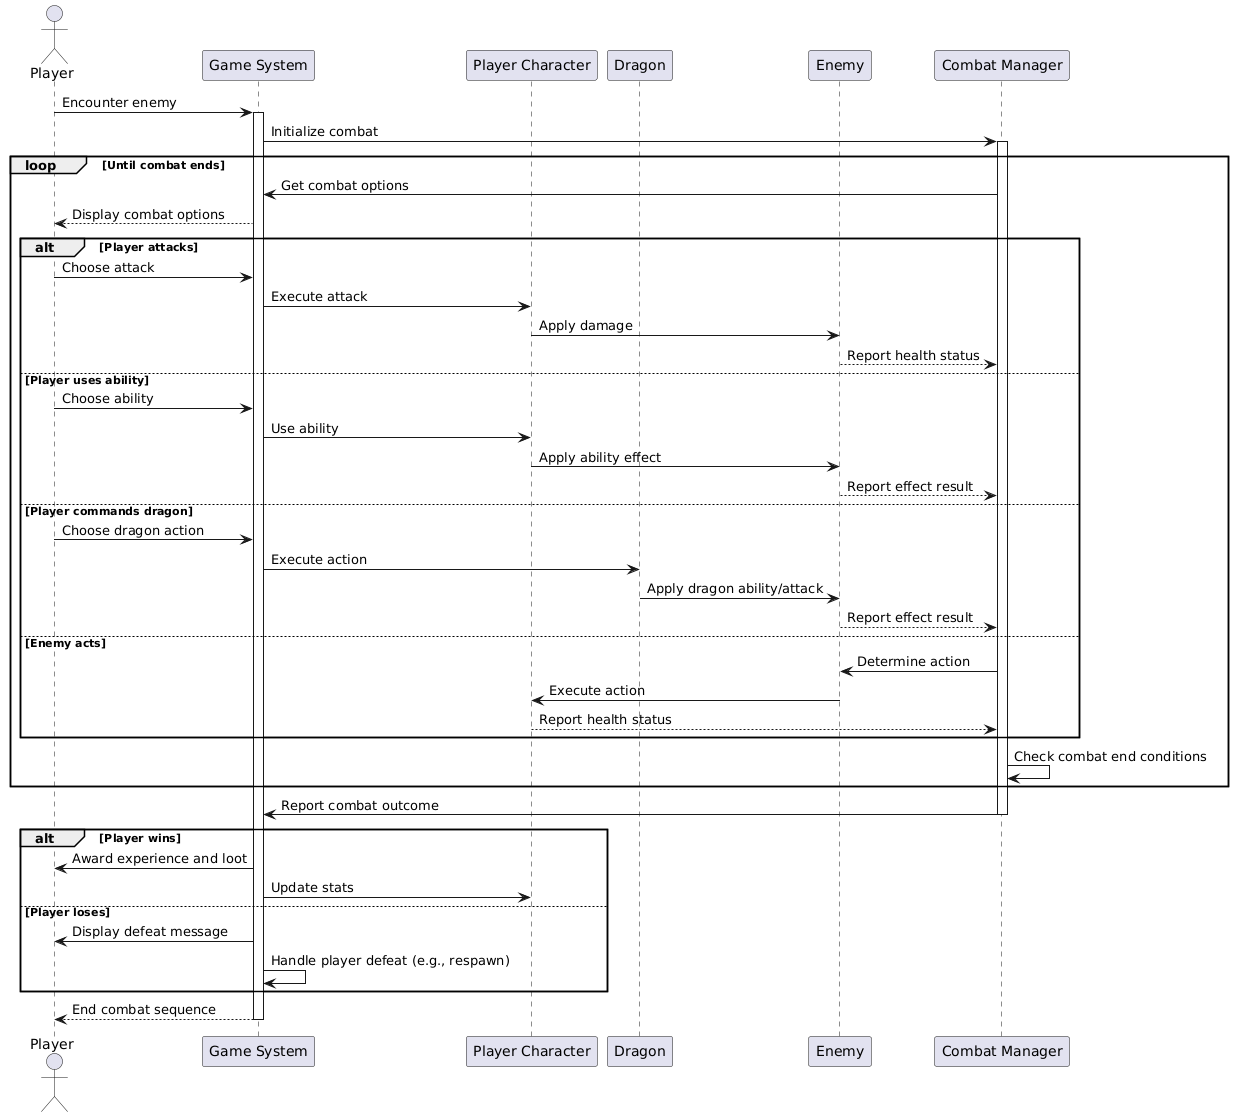 Player
Game System
Player Character
Dragon
Enemy
Combat Manager
Encounter enemy
Initialize combat
loop
[Until combat ends]
Get combat options
Display combat options
alt
[Player attacks]
Choose attack
Execute attack
Apply damage
Report health status
[Player uses ability]
Choose ability
Use ability
Apply ability effect
Report effect result
[Player commands dragon]
Choose dragon action
Execute action
Apply dragon ability/attack
Report effect result
[Enemy acts]
Determine action
Execute action
Report health status
Check combat end conditions
Report combat outcome
alt
[Player wins]
Award experience and loot
Update stats
[Player loses]
Display defeat message
Handle player defeat (e.g., respawn)
End combat sequence
Player
Game System
Player Character
Dragon
Enemy
Combat Manager